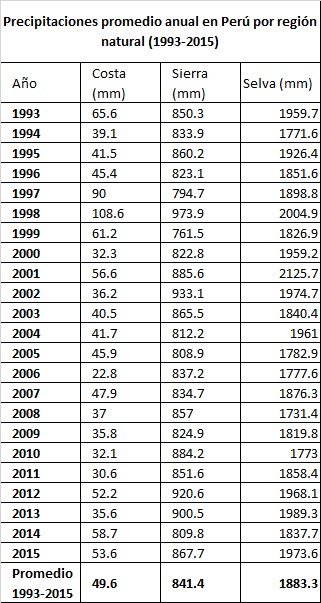 Precipitaciones promedio anual en Perú por región
natural (1993-2015)
Año Costa (mm) Sierra (mm) Selva (mm)
1993 65.6 850.3 1959.7
1994 39.1 833.9 1771.6
1995 41.5 860.2 1926.4
1996 45.4 823.1 1851.6
1997 90 794.7 1898.8
1998 108.6 973.9 2004.9
1999 61.2 761.5 1826.9
2000 32.3 822.8 1959.2
2001 56.6 885.6 2125.7
2002 36.2 933.1 1974.7
2003 40.5 865.5 1840.4
2004 41.7 812.2 1961
2005 45.9 808.9 1782.9
2006 22.8 837.2 1777.6
2007 47.9 834.7 1876.3
2008 37 857 1731.4
2009 35.8 824.9 1819.8
2010 32.1 884.2 1773
2011 30.6 851.6 1858.4
2012 52.2 920.6 1968.1
2013 35.6 900.5 1989.3
2014 58.7 809.8 1837.7
2015 53.6 867.7 1973.6
Promedio
1993-2015 49.6 841.4 1883.3